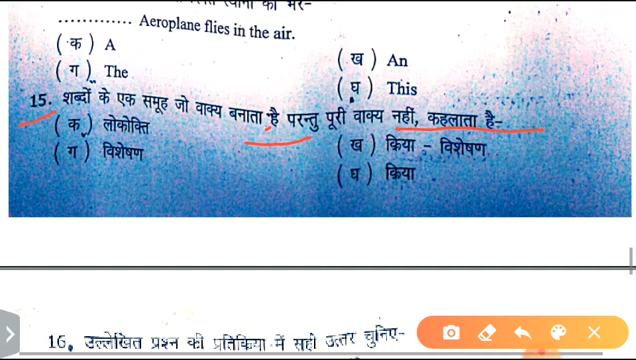 ............. Aeroplane flies in the air.
( क ) A
( ख ) An
( ग ) The
( घ ) This
15. शब्दों के एक समूह जो वाक्य बनाता है परन्तु पूरी वाक्य नहीं, कहलाता है-
( क ) लोकोक्ति
( ख ) क्रिया - विशेषण
( ग ) विशेषण
( घ ) क्रिया
16. उल्लेखित प्रश्न की प्रतिक्रिया में सही उत्तर चुनिए-